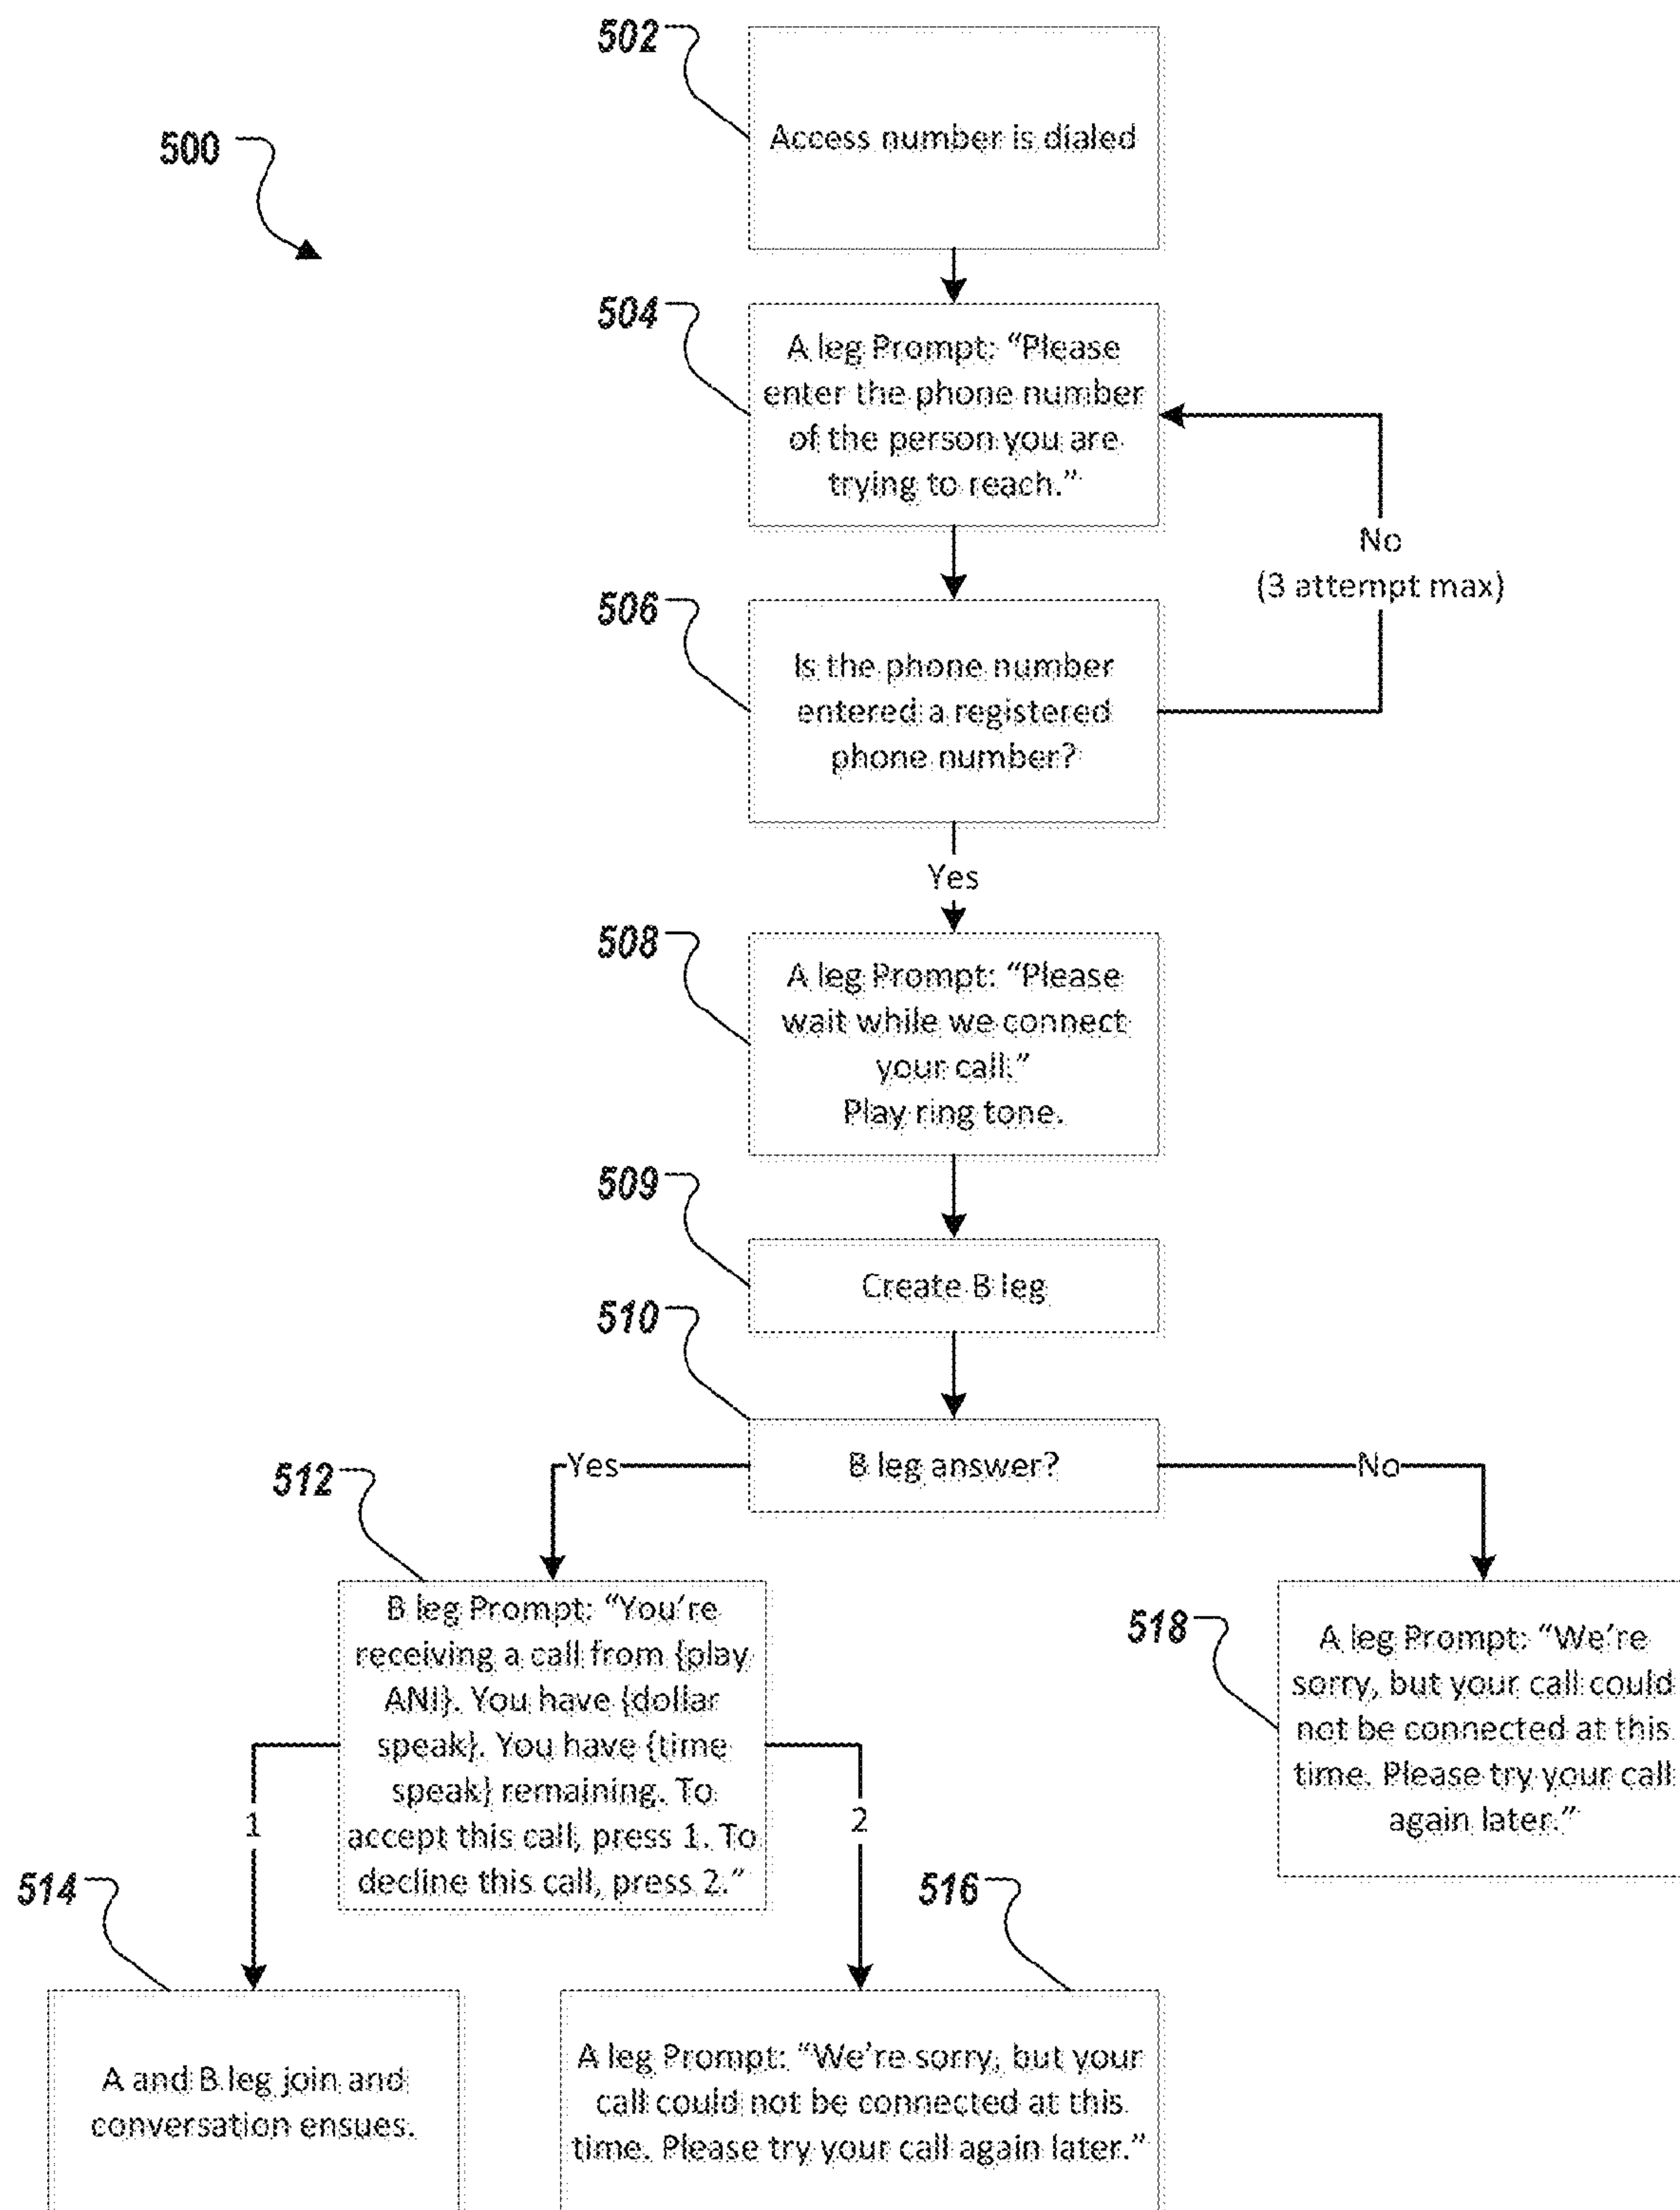 502
Access number is dialed
500
504
A leg Prompt: “Please
enter the phone number
of the person you are
trying to reach.”
No
(3 attempt max)
506
Is the phone number
entered a registered
phone number?
Yes
508
A leg Prompt: “Please
wait while we connect
your call.”
Play ring tone.
509
Create B leg
510
B leg answer?
Yes
No
512
B leg Prompt: “You’re
receiving a call from {play
ANI}. You have {dollar
speak}. You have {time
speak} remaining. To
accept this call, press 1. To
decline this call, press 2.”
518
A leg Prompt: “We’re
sorry, but your call could
not be connected at this
time. Please try your call
again later.”
1
2
514
A and B leg join and
conversation ensues.
516
A leg Prompt: “We’re sorry, but your
call could not be connected at this
time. Please try your call again later.”